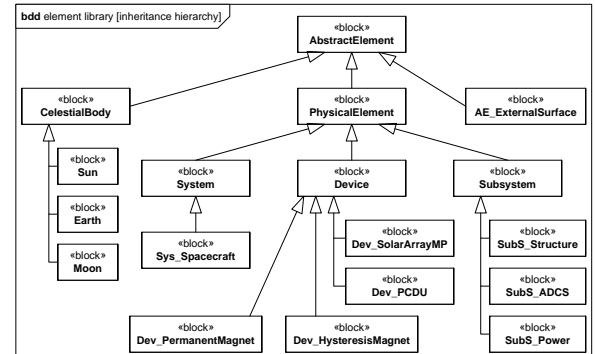 bdd element library [inheritance hierarchy]
«block»
AbstractElement
«block»
CelestialBody
«block»
PhysicalElement
«block»
AE_ExternalSurface
«block»
Sun
«block»
Earth
«block»
Moon
«block»
System
«block»
Device
«block»
Subsystem
«block»
Sys_Spacecraft
«block»
Dev_SolarArrayMP
«block»
Dev_PCDU
«block»
SubS_Structure
«block»
SubS_ADCS
«block»
SubS_Power
«block»
Dev_PermanentMagnet
«block»
Dev_HysteresisMagnet